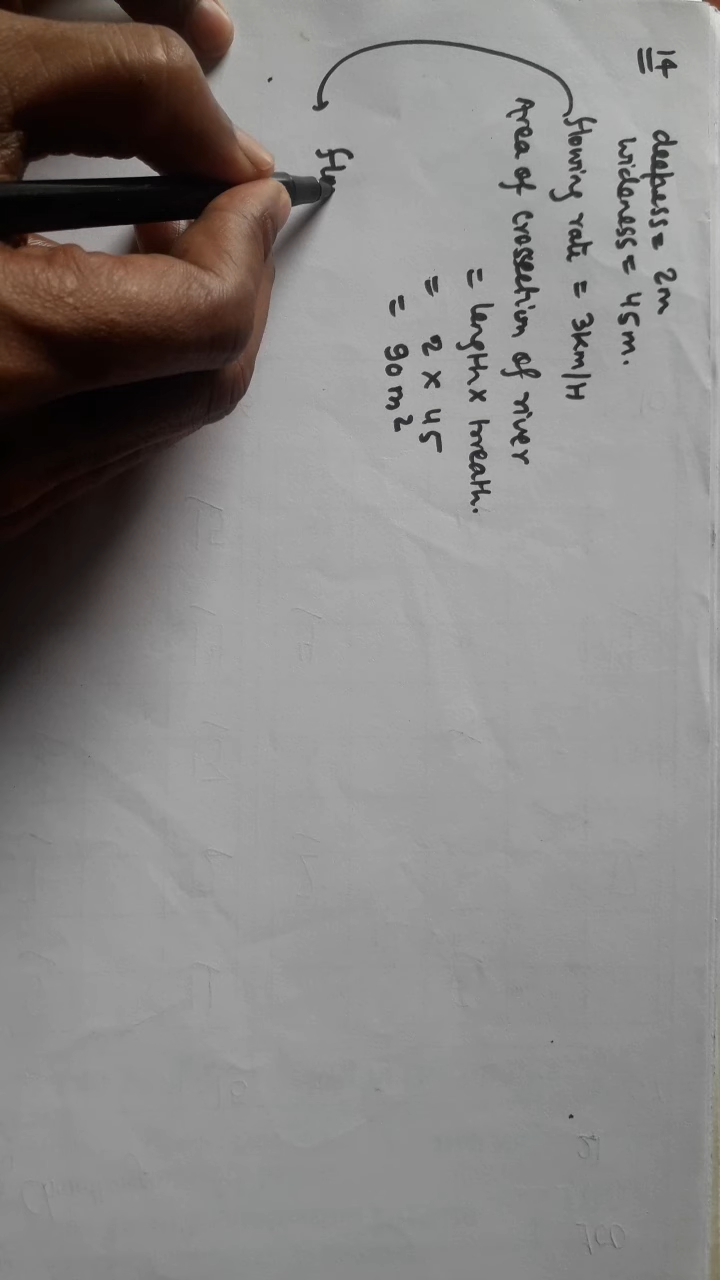 14 deepness = 2m
wideness = 45m.
flowing rate = 3km/H
Area of crossection of river
= length x breath.
= 2 x 45
= 90 m²
flo